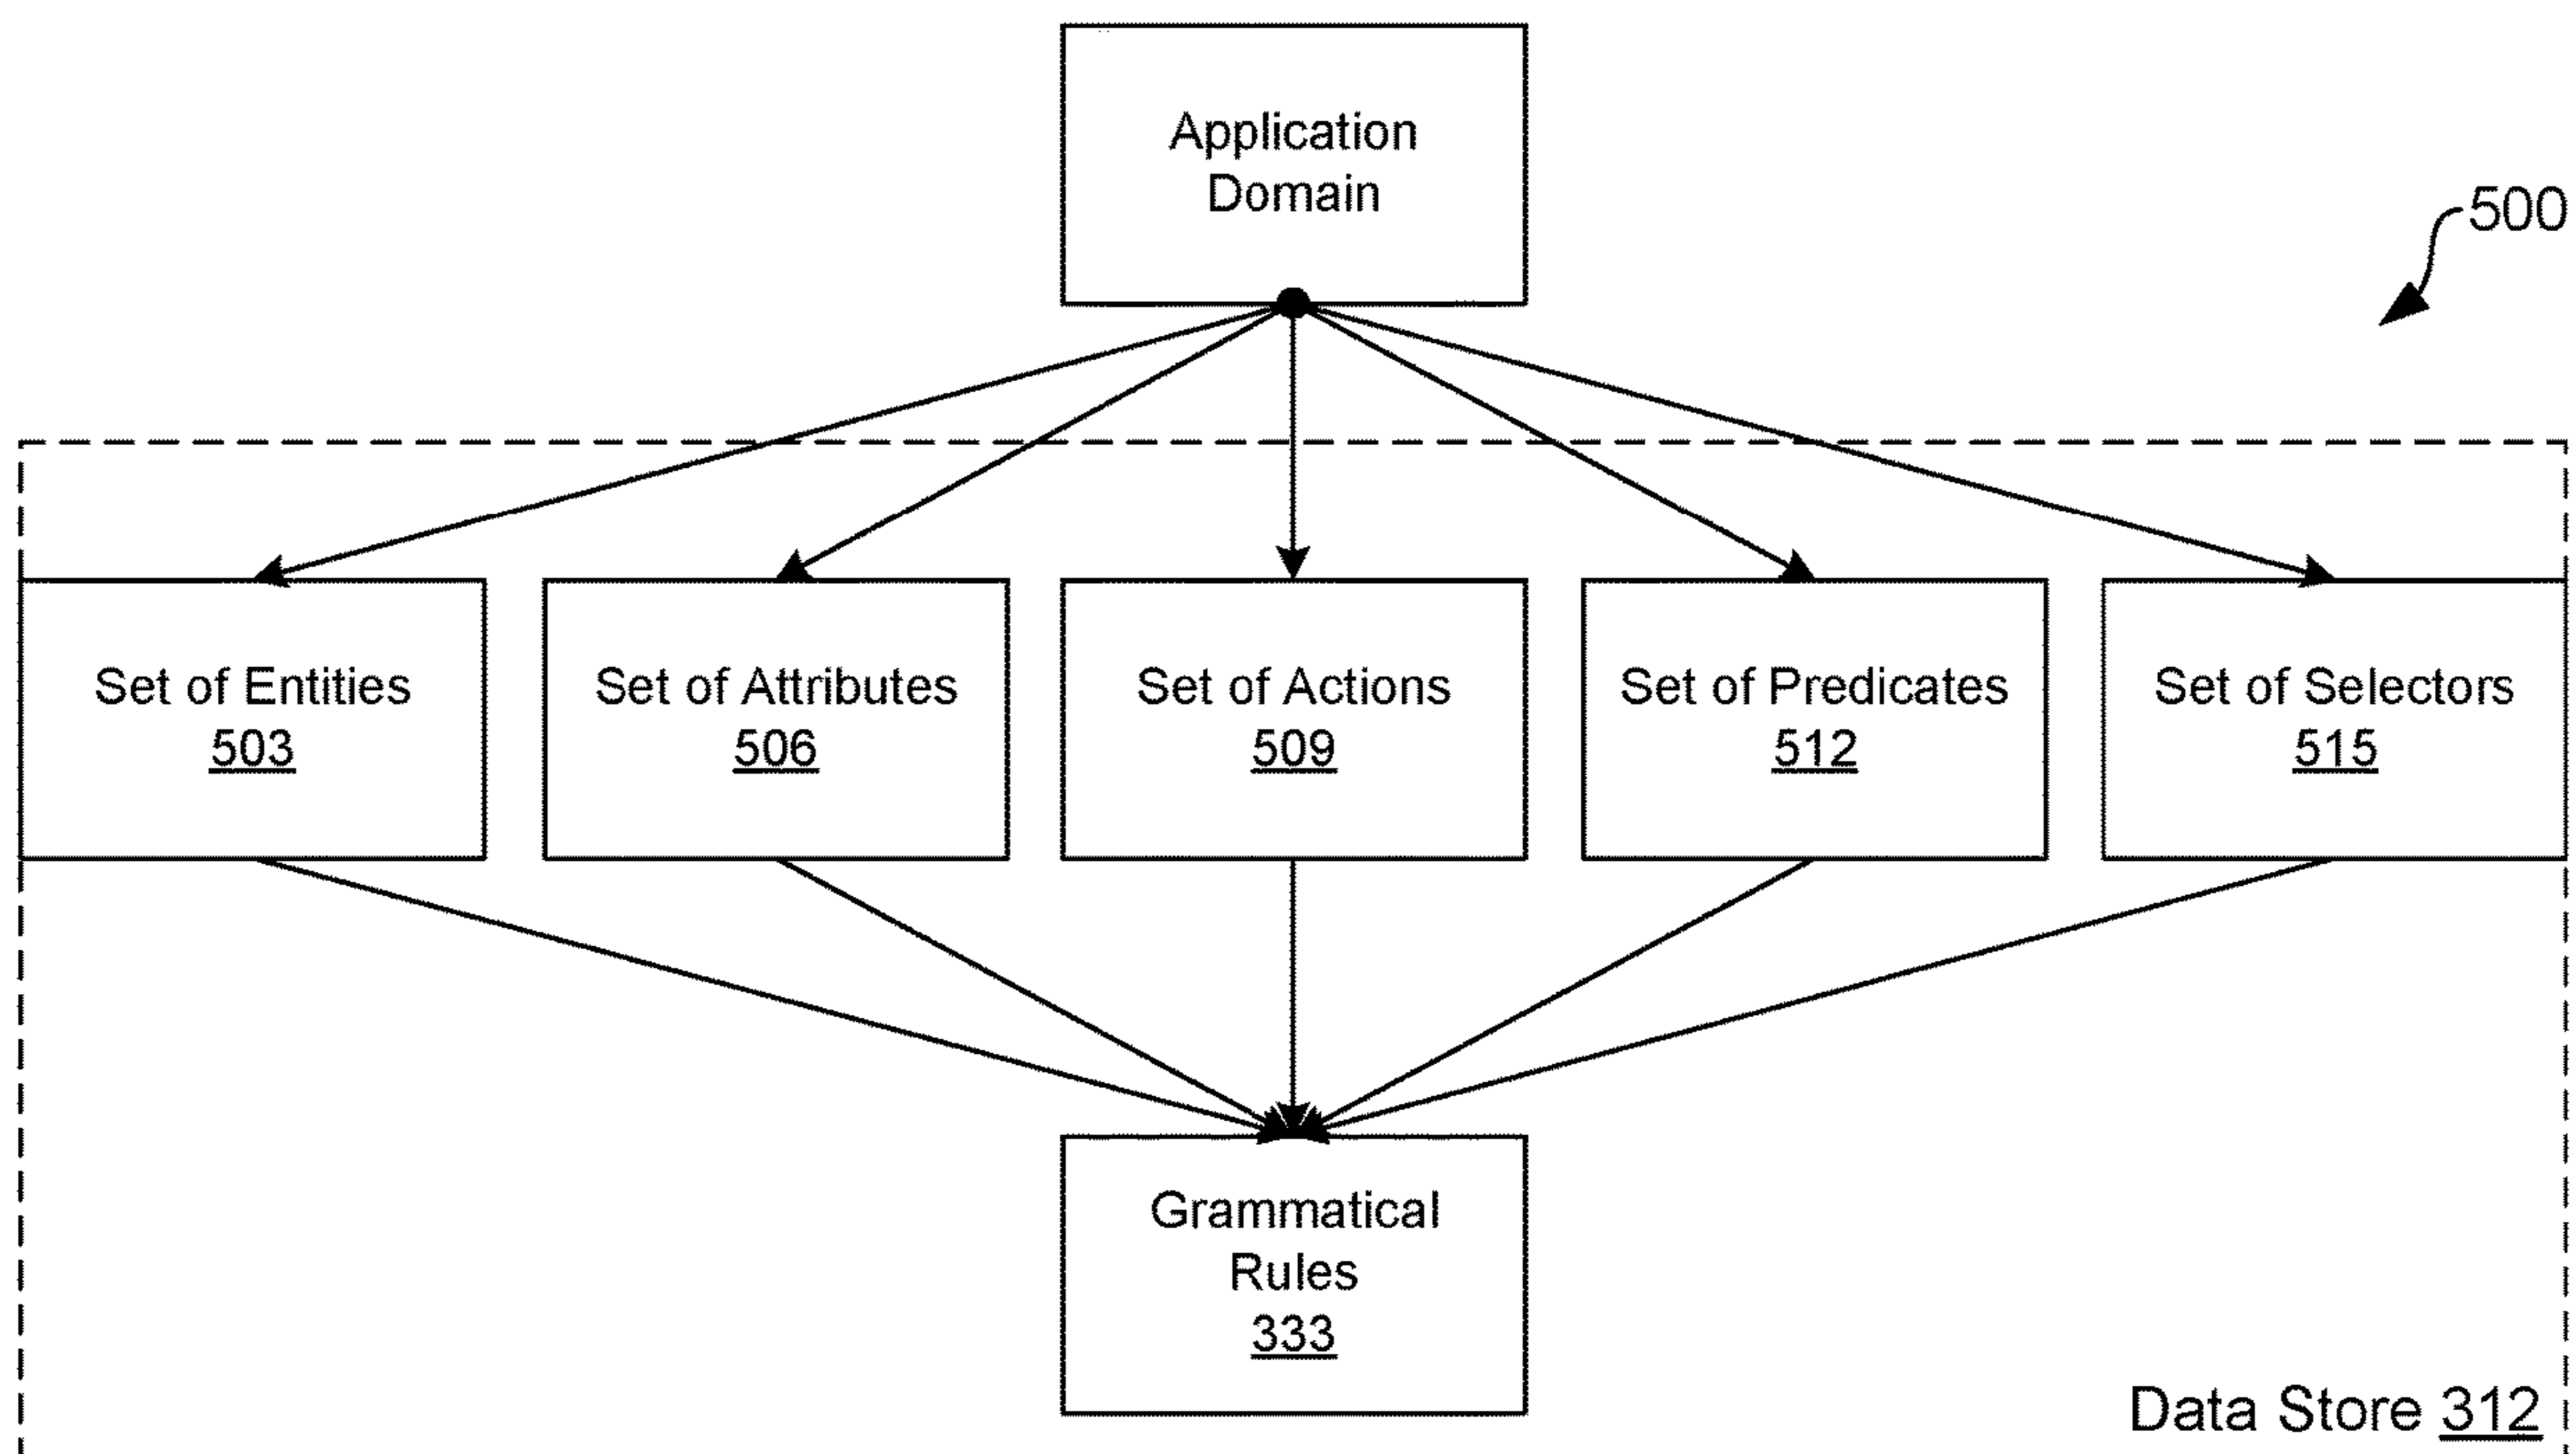 Application
Domain
500
Set of Entities
503
Set of Attributes
506
Set of Actions
509
Set of Predicates
512
Set of Selectors
515
Grammatical
Rules
333
Data Store 312